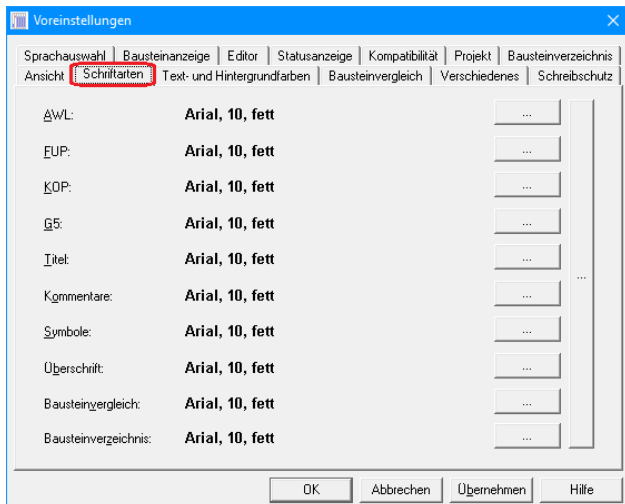 Voreinstellungen
Sprachauswahl Bausteinanzeige Editor Statusanzeige Kompatibilität Projekt Bausteinverzeichnis
Ansicht Schriftarten Text- und Hintergrundfarben Bausteinvergleich Verschiedenes Schreibschutz
AWL: Arial, 10, fett ...
FUP: Arial, 10, fett ...
KOP: Arial, 10, fett ...
G5: Arial, 10, fett ...
Titel: Arial, 10, fett ...
...
Kommentare: Arial, 10, fett ...
Symbole: Arial, 10, fett ...
Überschrift: Arial, 10, fett ...
Bausteinvergleich: Arial, 10, fett ...
Bausteinverzeichnis: Arial, 10, fett ...
OK Abbrechen Übernehmen Hilfe